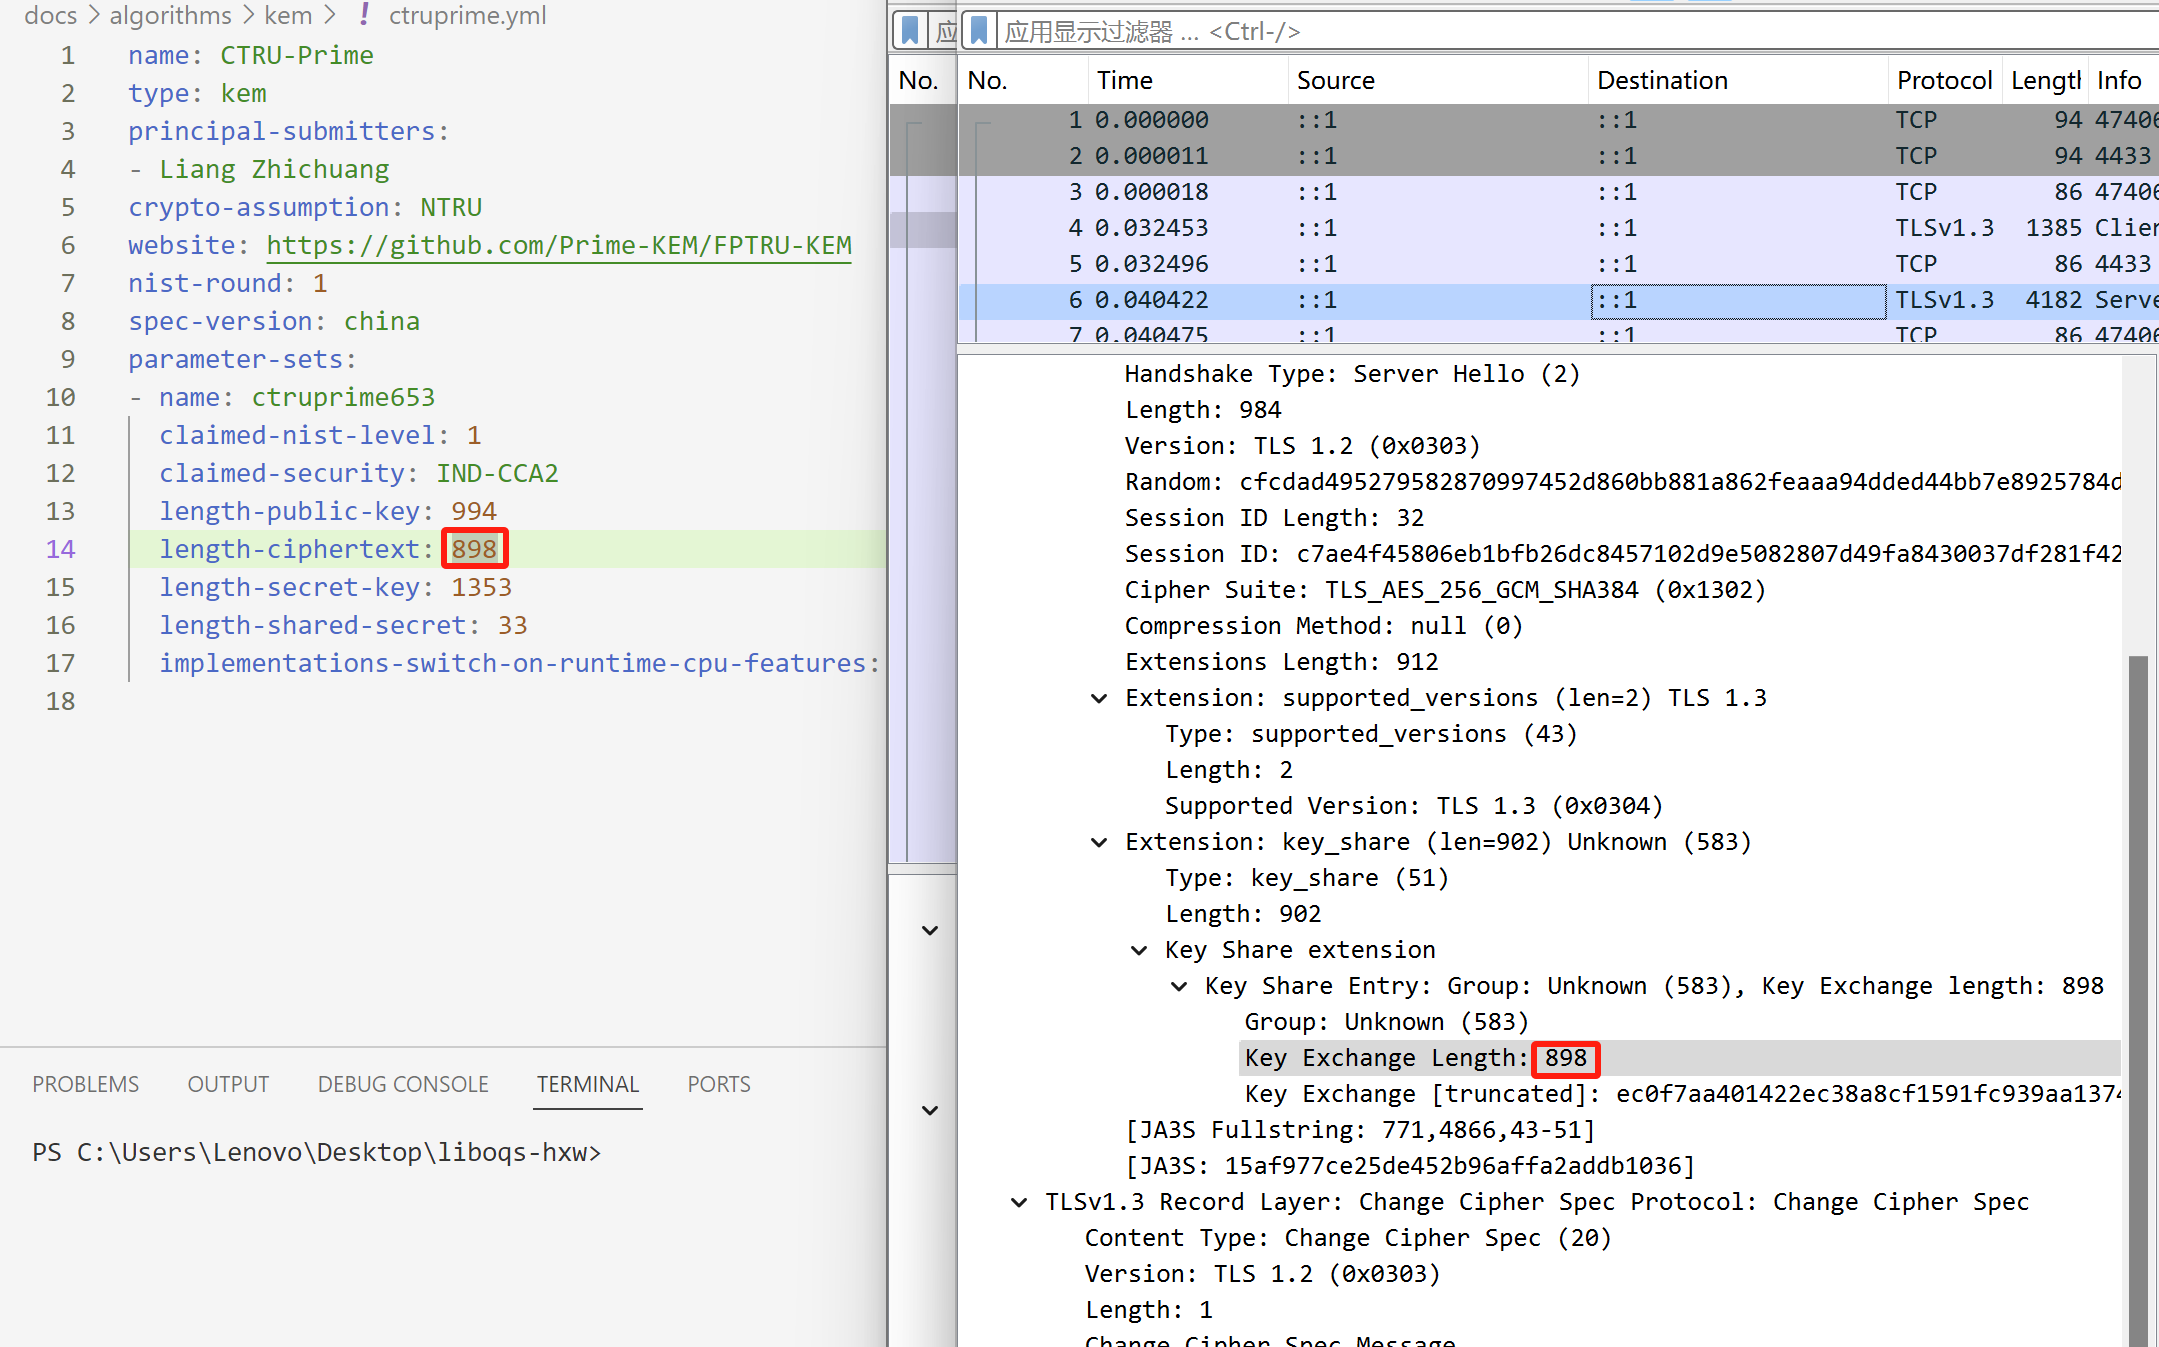 docs > algorithms > kem > ! ctruprime.yml
1 name: CTRU-Prime
2 type: kem
3 principal-submitters:
4 - Liang Zhichuang
5 crypto-assumption: NTRU
6 website: https://github.com/Prime-KEM/FPTRU-KEM
7 nist-round: 1
8 spec-version: china
9 parameter-sets:
10 - name: ctruprime653
11 claimed-nist-level: 1
12 claimed-security: IND-CCA2
13 length-public-key: 994
14 length-ciphertext: 898
15 length-secret-key: 1353
16 length-shared-secret: 33
17 implementations-switch-on-runtime-cpu-features:
18
PROBLEMS OUTPUT DEBUG CONSOLE TERMINAL PORTS
PS C:\Users\Lenovo\Desktop\liboqs-hxw>
应
No.
应用显示过滤器 … <Ctrl-/>
No. Time Source Destination Protocol Lengtl Info
1 0.000000 ::1 ::1 TCP 94 47406
2 0.000011 ::1 ::1 TCP 94 4433
3 0.000018 ::1 ::1 TCP 86 47406
4 0.032453 ::1 ::1 TLSv1.3 1385 Clier
5 0.032496 ::1 ::1 TCP 86 4433
6 0.040422 ::1 ::1 TLSv1.3 4182 Serve
7 0.040475 ::1 ::1 TCP 86 47406
Handshake Type: Server Hello (2)
Length: 984
Version: TLS 1.2 (0x0303)
Random: cfcdad495279582870997452d860bb881a862feaaa94dded44bb7e8925784d
Session ID Length: 32
Session ID: c7ae4f45806eb1bfb26dc8457102d9e5082807d49fa8430037df281f42
Cipher Suite: TLS_AES_256_GCM_SHA384 (0x1302)
Compression Method: null (0)
Extensions Length: 912
Extension: supported_versions (len=2) TLS 1.3
Type: supported_versions (43)
Length: 2
Supported Version: TLS 1.3 (0x0304)
Extension: key_share (len=902) Unknown (583)
Type: key_share (51)
Length: 902
Key Share extension
Key Share Entry: Group: Unknown (583), Key Exchange length: 898
Group: Unknown (583)
Key Exchange Length: 898
Key Exchange [truncated]: ec0f7aa401422ec38a8cf1591fc939aa1374
[JA3S Fullstring: 771,4866,43-51]
[JA3S: 15af977ce25de452b96affa2addb1036]
TLSv1.3 Record Layer: Change Cipher Spec Protocol: Change Cipher Spec
Content Type: Change Cipher Spec (20)
Version: TLS 1.2 (0x0303)
Length: 1
Change Cipher Spec Message